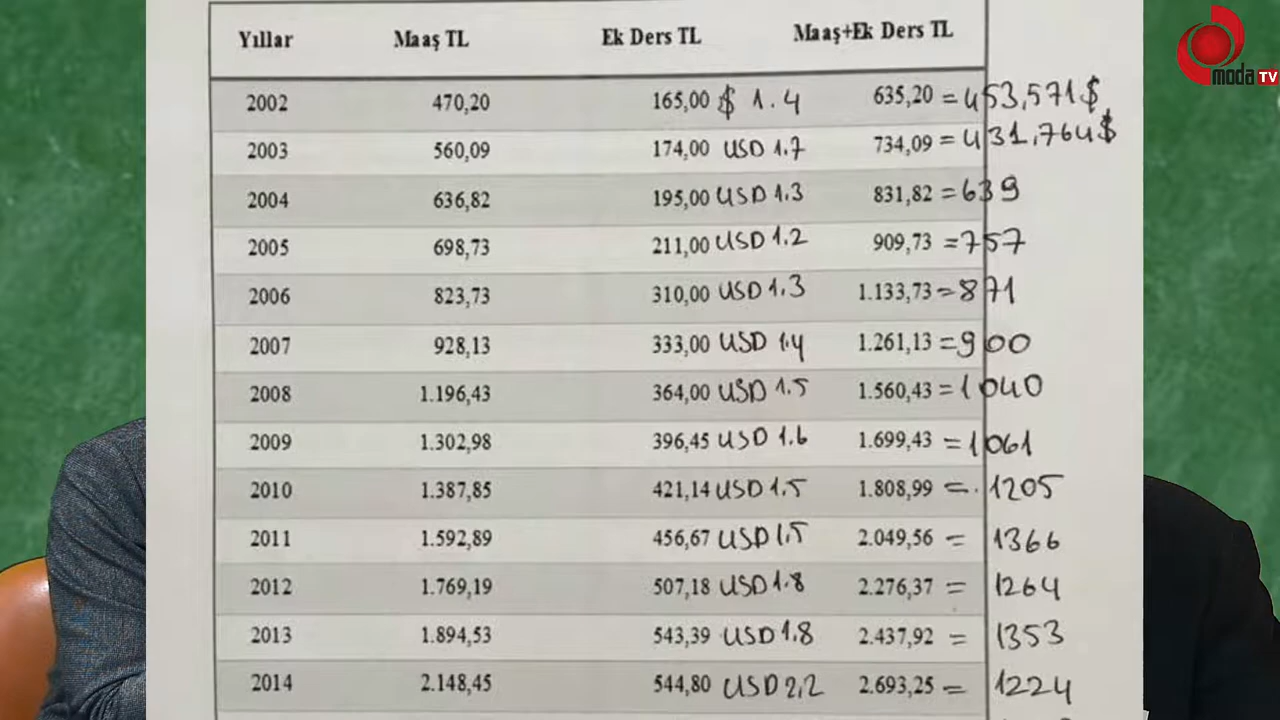 moda TV
Yıllar Maaş TL Ek Ders TL Maaş+Ek Ders TL
2002 470,20 165,00 $ 1.4 635,20 = 453,571$
2003 560,09 174,00 USD 1.7 734,09 = 431,764$
2004 636,82 195,00 USD 1.3 831,82 = 639
2005 698,73 211,00 USD 1.2 909,73 = 757
2006 823,73 310,00 USD 1.3 1.133,73 = 871
2007 928,13 333,00 USD 1.4 1.261,13 = 900
2008 1.196,43 364,00 USD 1.5 1.560,43 = 1040
2009 1.302,98 396,45 USD 1.6 1.699,43 = 1061
2010 1.387,85 421,14 USD 1.5 1.808,99 = 1205
2011 1.592,89 456,67 USD 1.5 2.049,56 = 1366
2012 1.769,19 507,18 USD 1.8 2.276,37 = 1264
2013 1.894,53 543,39 USD 1.8 2.437,92 = 1353
2014 2.148,45 544,80 USD 2,2 2.693,25 = 1224